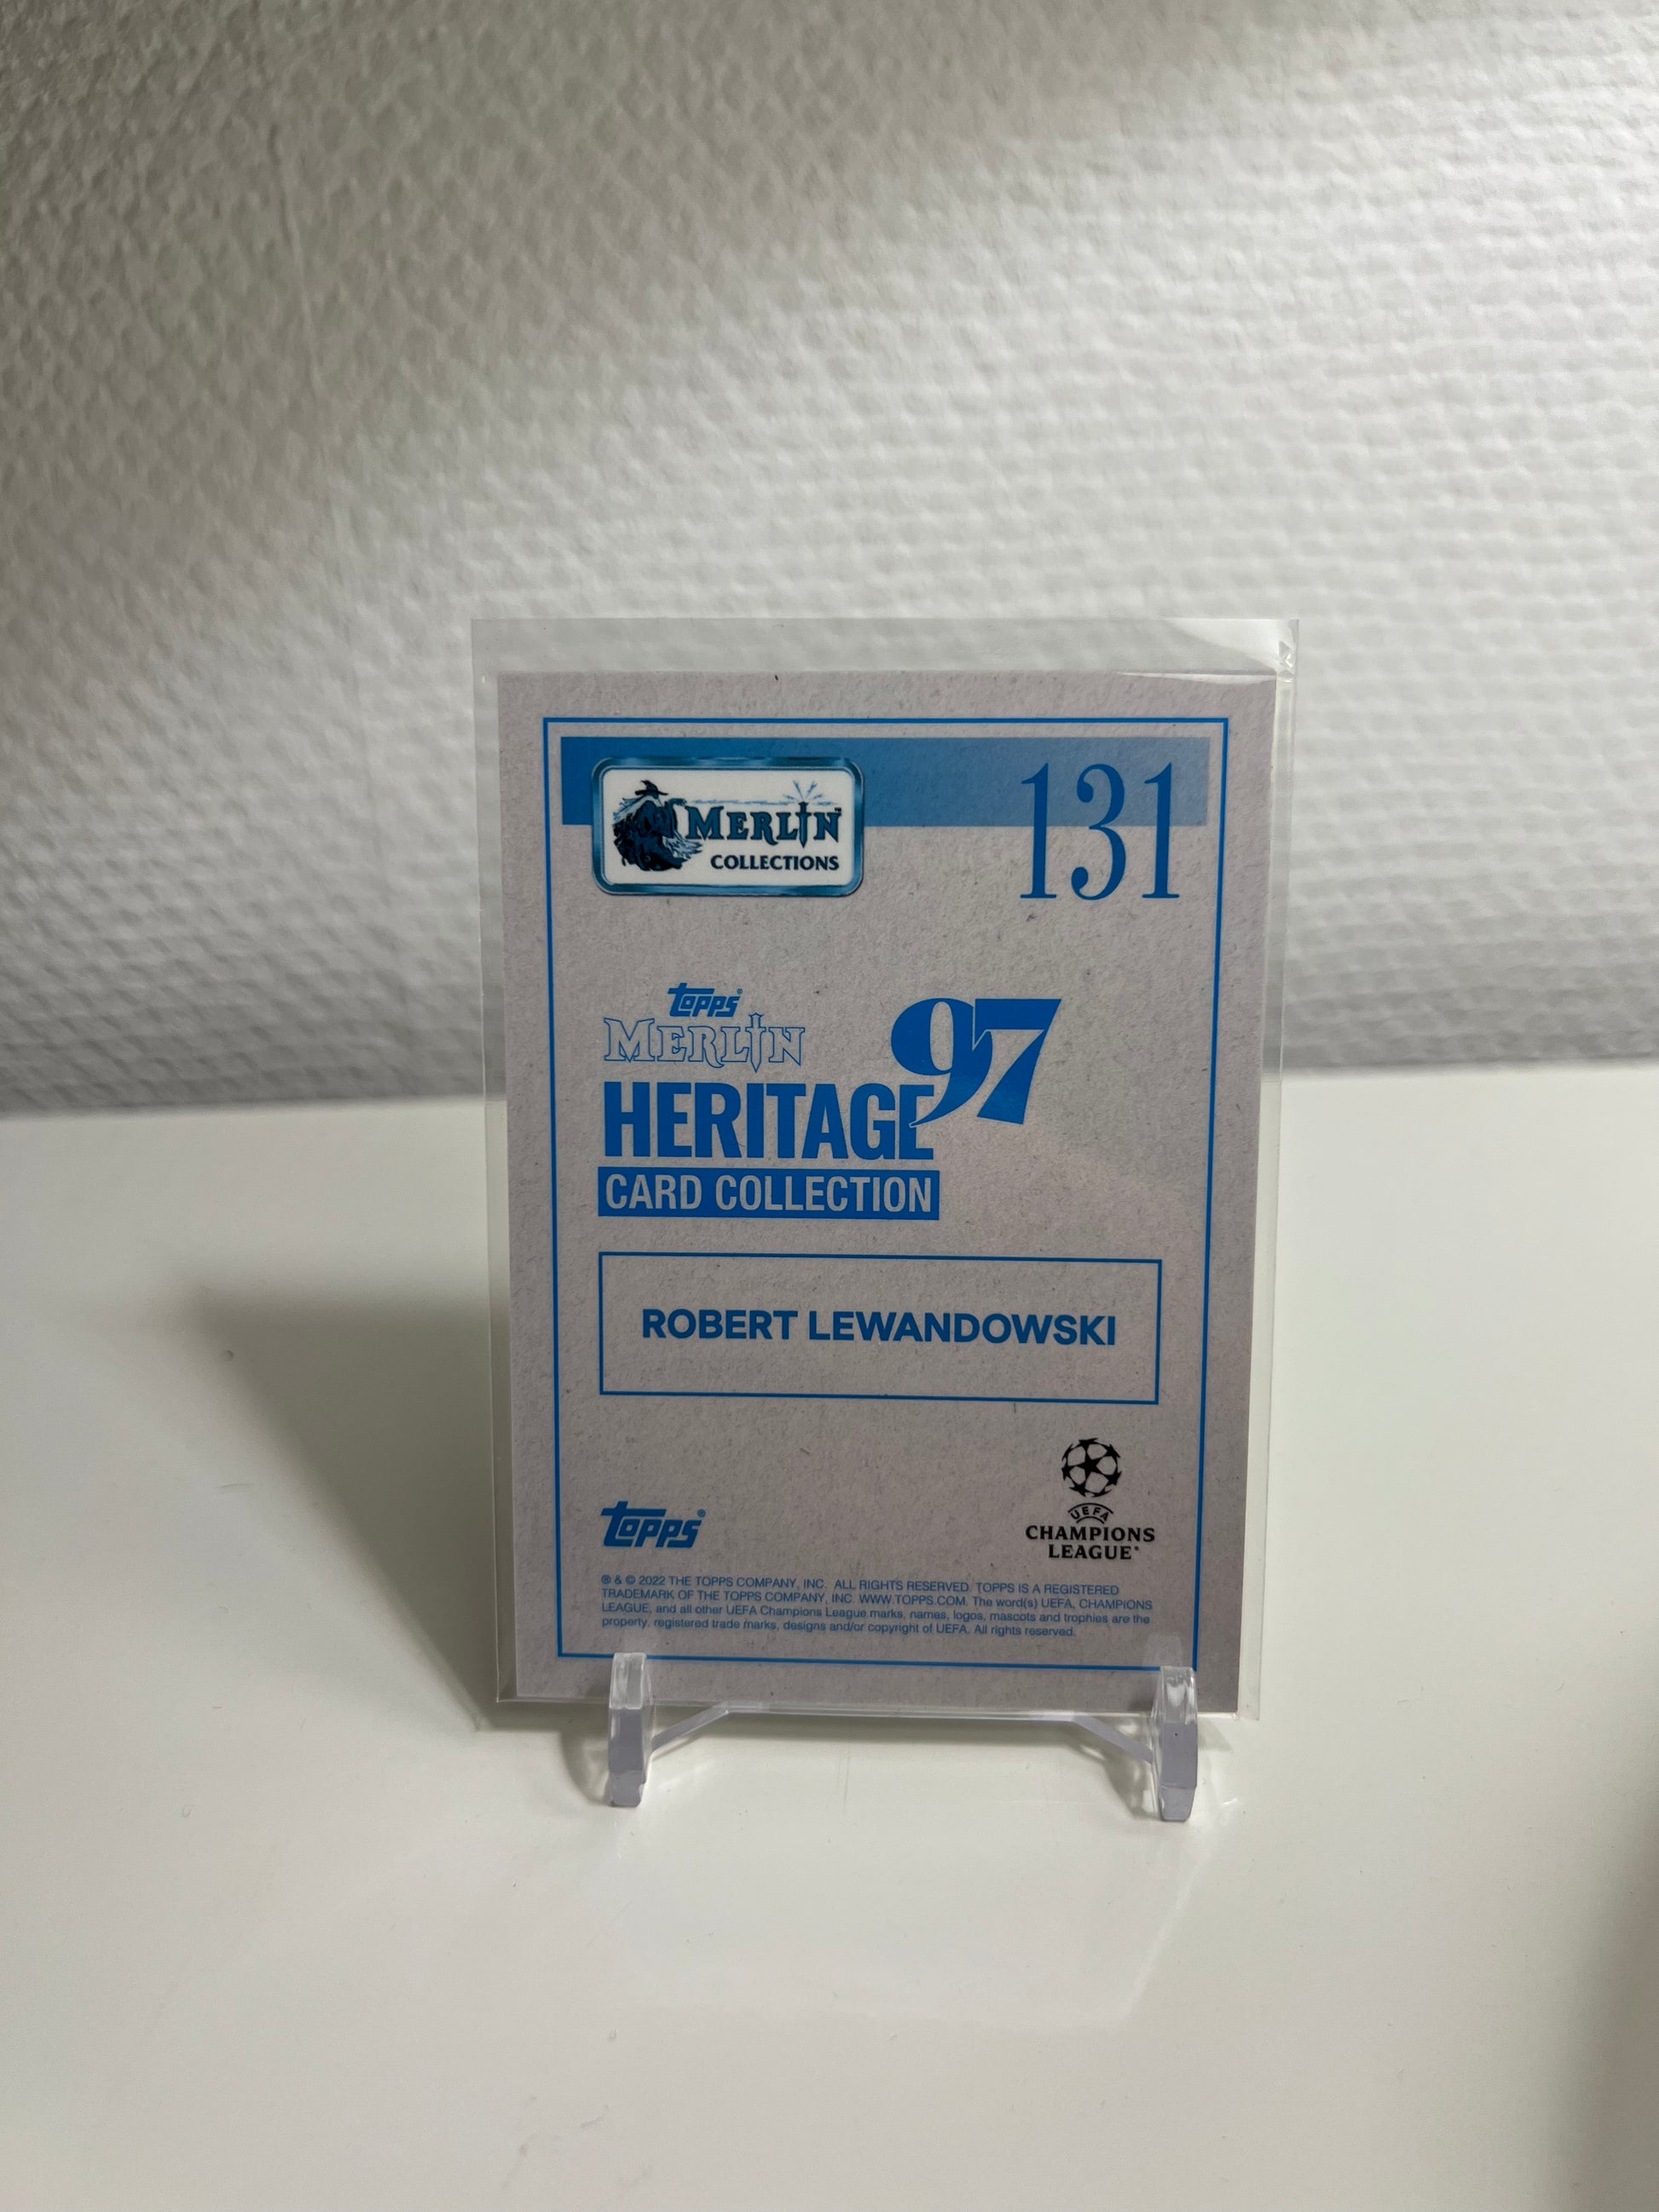 MERLIN™
COLLECTIONS
131
topps®
MERLIN
97
HERITAGE
CARD COLLECTION
ROBERT LEWANDOWSKI
topps®
UEFA
CHAMPIONS
LEAGUE®
® & © 2022 THE TOPPS COMPANY, INC. ALL RIGHTS RESERVED. TOPPS IS A REGISTERED
TRADEMARK OF THE TOPPS COMPANY, INC. WWW.TOPPS.COM. The word(s) UEFA, CHAMPIONS
LEAGUE, and all other UEFA Champions League marks, names, logos, mascots and trophies are the
property, registered trade marks, designs and/or copyright of UEFA. All rights reserved.